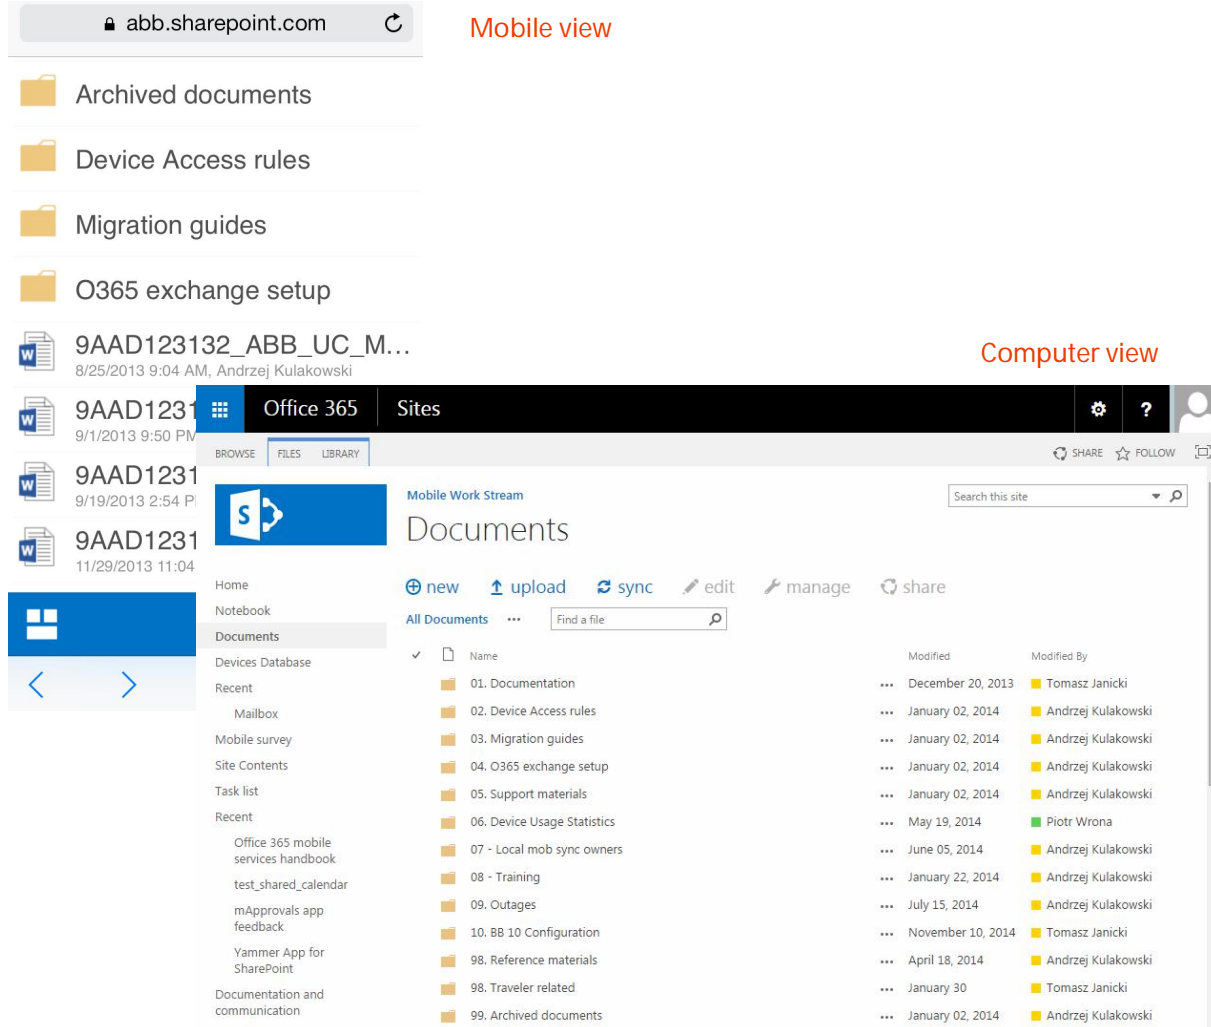 abb.sharepoint.com
Mobile view
Archived documents
Device Access rules
Migration guides
O365 exchange setup
9AAD123132_ABB_UC_M...
8/25/2013 9:04 AM, Andrzej Kulakowski
9AAD1231
9/1/2013 9:50 PM
9AAD1231
9/19/2013 2:54 P
9AAD1231
11/29/2013 11:04
Computer view
Office 365 Sites ?
BROWSE FILES LIBRARY SHARE FOLLOW
S
Mobile Work Stream
Search this site
Documents
new upload sync edit manage share
All Documents ... Find a file
Home
Notebook
Documents
Devices Database
Recent
Mailbox
Mobile survey
Site Contents
Task list
Recent
Office 365 mobile
services handbook
test_shared_calendar
mApprovals app
feedback
Yammer App for
SharePoint
Documentation and
communication
Name Modified Modified By
01. Documentation ... December 20, 2013 Tomasz Janicki
02. Device Access rules ... January 02, 2014 Andrzej Kulakowski
03. Migration guides ... January 02, 2014 Andrzej Kulakowski
04. O365 exchange setup ... January 02, 2014 Andrzej Kulakowski
05. Support materials ... January 02, 2014 Andrzej Kulakowski
06. Device Usage Statistics ... May 19, 2014 Piotr Wrona
07 - Local mob sync owners ... June 05, 2014 Andrzej Kulakowski
08 - Training ... January 22, 2014 Andrzej Kulakowski
09. Outages ... July 15, 2014 Andrzej Kulakowski
10. BB 10 Configuration ... November 10, 2014 Tomasz Janicki
98. Reference materials ... April 18, 2014 Andrzej Kulakowski
98. Traveler related ... January 30 Tomasz Janicki
99. Archived documents ... January 02, 2014 Andrzej Kulakowski